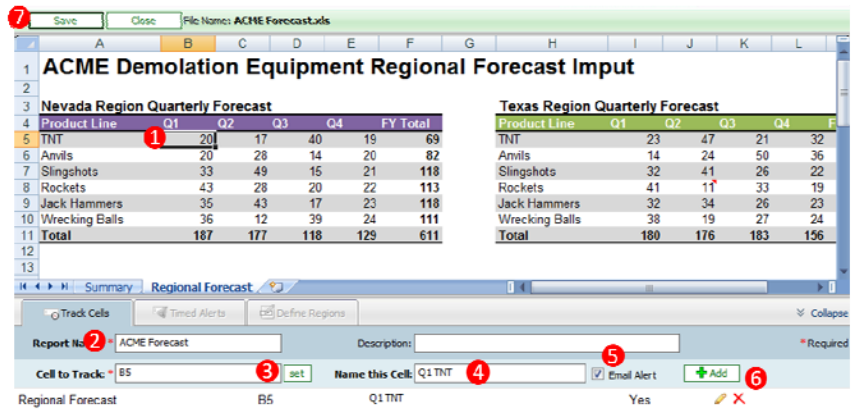 7 Save Close File Name: ACME Forecast.xls
A B C D E F G H I J K L
1 ACME Demolation Equipment Regional Forecast Imput
2
3 Nevada Region Quarterly Forecast Texas Region Quarterly Forecast
4 Product Line Q1 Q2 Q3 Q4 FY Total Product Line Q1 Q2 Q3 Q4 F
5 TNT 1 20 17 40 19 69 TNT 23 47 21 32
6 Anvils 20 28 14 20 82 Anvils 14 24 50 36
7 Slingshots 33 49 15 21 118 Slingshots 32 41 26 22
8 Rockets 43 28 20 22 113 Rockets 41 11 33 19
9 Jack Hammers 35 43 17 23 118 Jack Hammers 32 34 26 23
10 Wrecking Balls 36 12 39 24 111 Wrecking Balls 38 19 27 24
11 Total 187 177 118 129 611 Total 180 176 183 156
12
13
Summary Regional Forecast
Track Cells Timed Alerts Define Regions Collapse
Report Na 2 * ACME Forecast Description: * Required
Cell to Track: * B5 3 set Name this Cell: Q1 TNT 4 5 Email Alert Add 6
Regional Forecast B5 Q1 TNT Yes